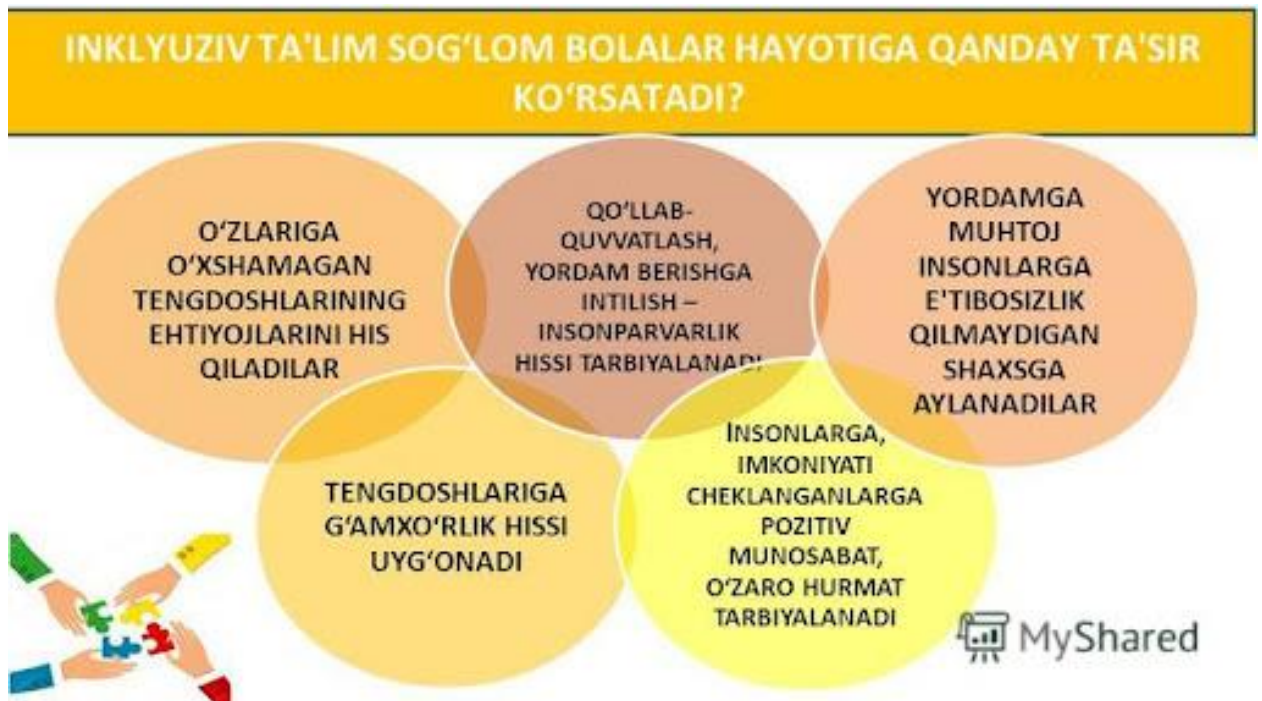 INKLYUZIV TA'LIM SOG‘LOM BOLALAR HAYOTIGA QANDAY TA'SIR
KO‘RSATADI?
O‘ZLARIGA
O‘XSHAMAGAN
TENGDOSHLARINING
EHTIYOJLARINI HIS
QILADILAR
QO‘LLAB-
QUVVATLASH,
YORDAM BERISHGA
INTILISH –
INSONPARVARLIK
HISSI TARBIYALANADI
YORDAMGA
MUHTOJ
INSONLARGA
E'TIBOSIZLIK
QILMAYDIGAN
SHAXSGA
AYLANADILAR
TENGDOSHLARIGA
G‘AMXO‘RLIK HISSI
UYG‘ONADI
INSONLARGA,
IMKONIYATI
CHEKLANGANLARGA
POZITIV
MUNOSABAT,
O‘ZARO HURMAT
TARBIYALANADI
MyShared